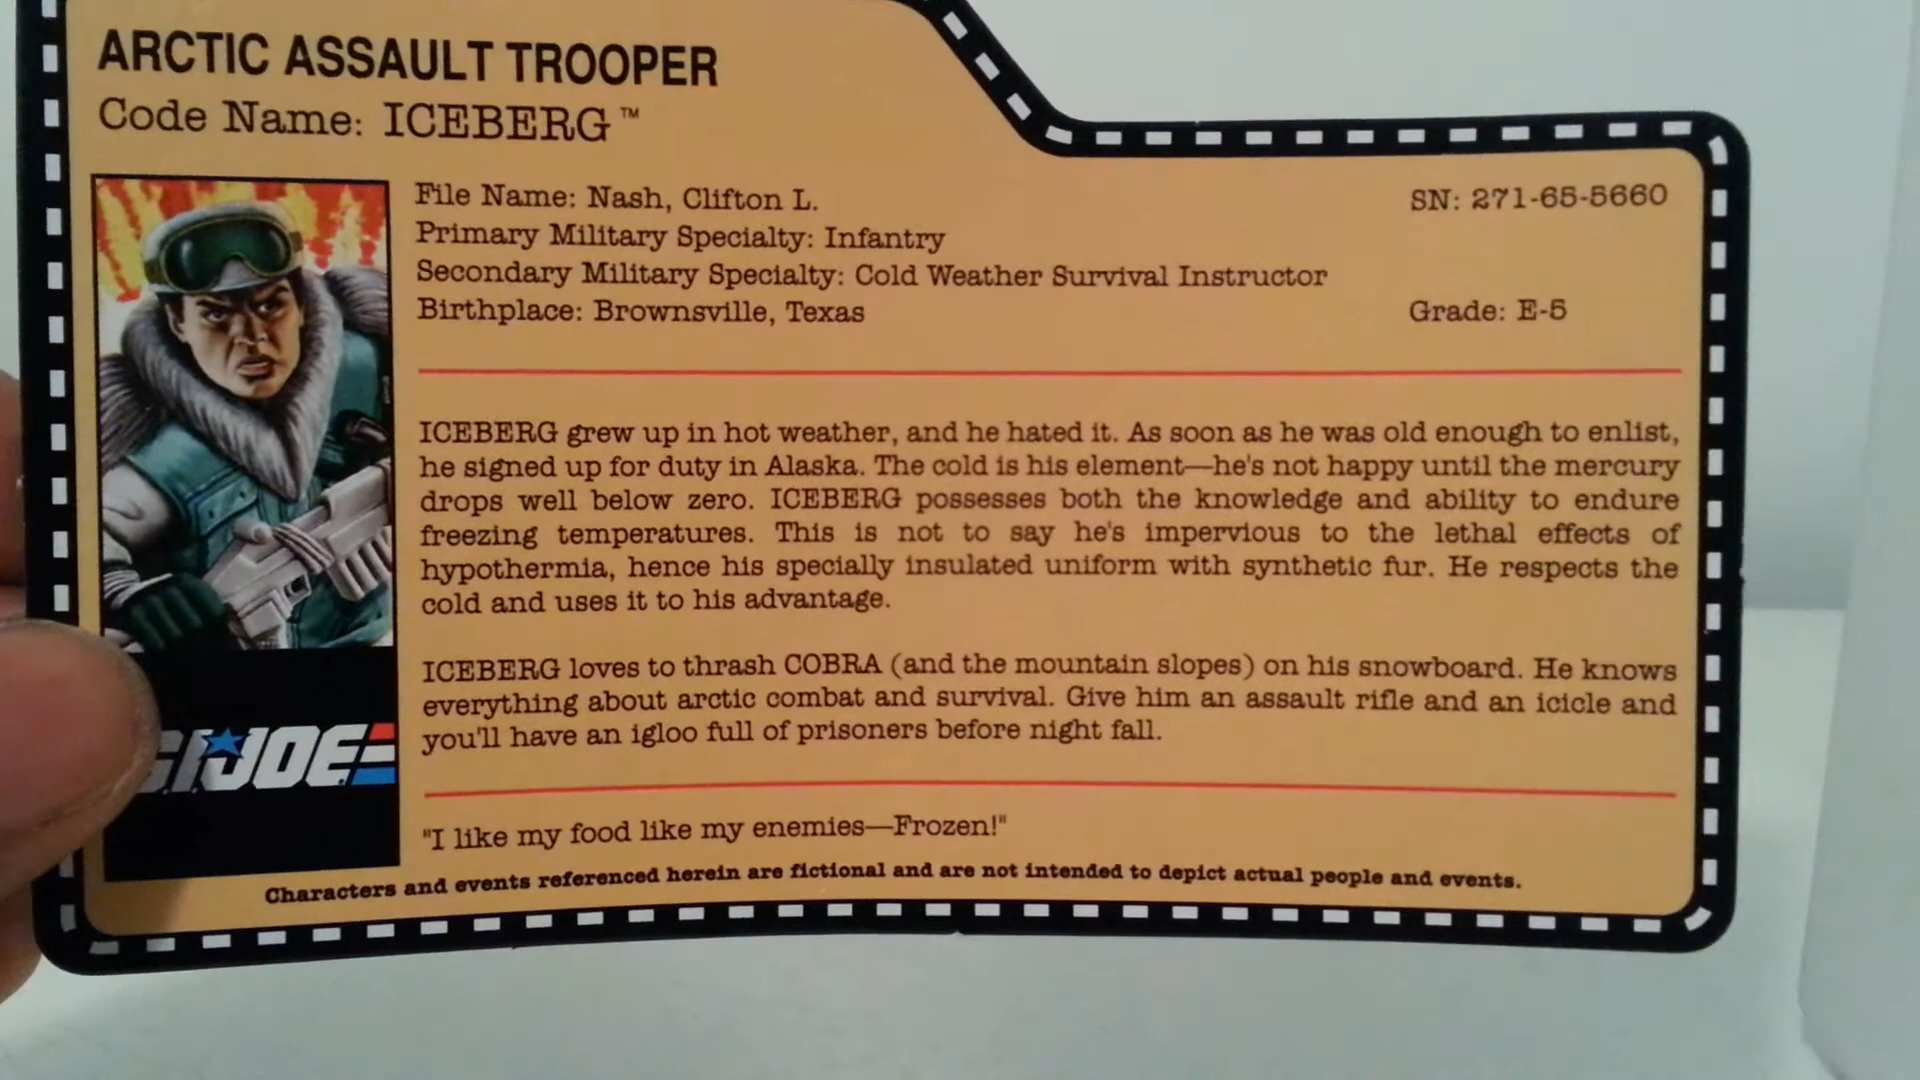 ARCTIC ASSAULT TROOPER
Code Name: ICEBERG™
File Name: Nash, Clifton L.
SN: 271-65-5660
Primary Military Specialty: Infantry
Secondary Military Specialty: Cold Weather Survival Instructor
Birthplace: Brownsville, Texas
Grade: E-5
ICEBERG grew up in hot weather, and he hated it. As soon as he was old enough to enlist,
he signed up for duty in Alaska. The cold is his element—he's not happy until the mercury
drops well below zero. ICEBERG possesses both the knowledge and ability to endure
freezing temperatures. This is not to say he's impervious to the lethal effects of
hypothermia, hence his specially insulated uniform with synthetic fur. He respects the
cold and uses it to his advantage.
ICEBERG loves to thrash COBRA (and the mountain slopes) on his snowboard. He knows
everything about arctic combat and survival. Give him an assault rifle and an icicle and
you'll have an igloo full of prisoners before night fall.
G.I. JOE
"I like my food like my enemies—Frozen!"
Characters and events referenced herein are fictional and are not intended to depict actual people and events.